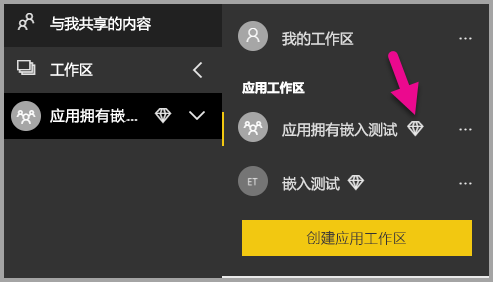 与我共享的内容
工作区
应用拥有嵌...
我的工作区
应用工作区
应用拥有嵌入测试
ET 嵌入测试
创建应用工作区